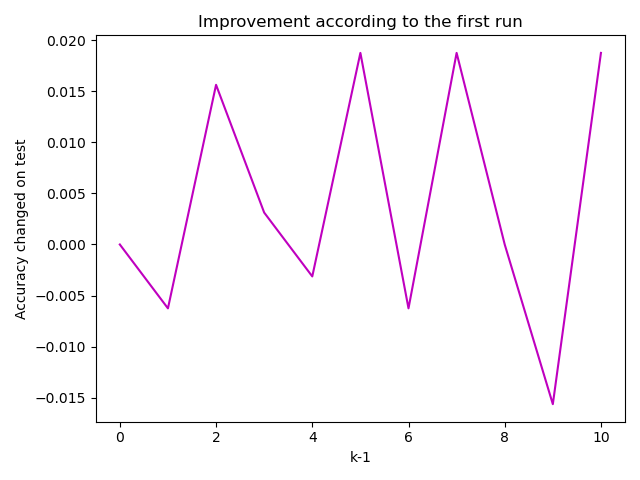 Improvement according to the first run
0.020
0.015
0.010
0.005
0.000
−0.005
−0.010
−0.015
Accuracy changed on test
0 2 4 6 8 10
k-1